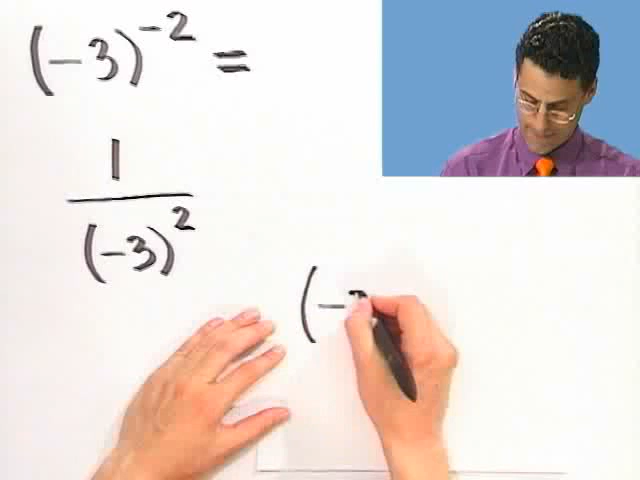 (-3)^-2 =
1
(-3)^2
(-